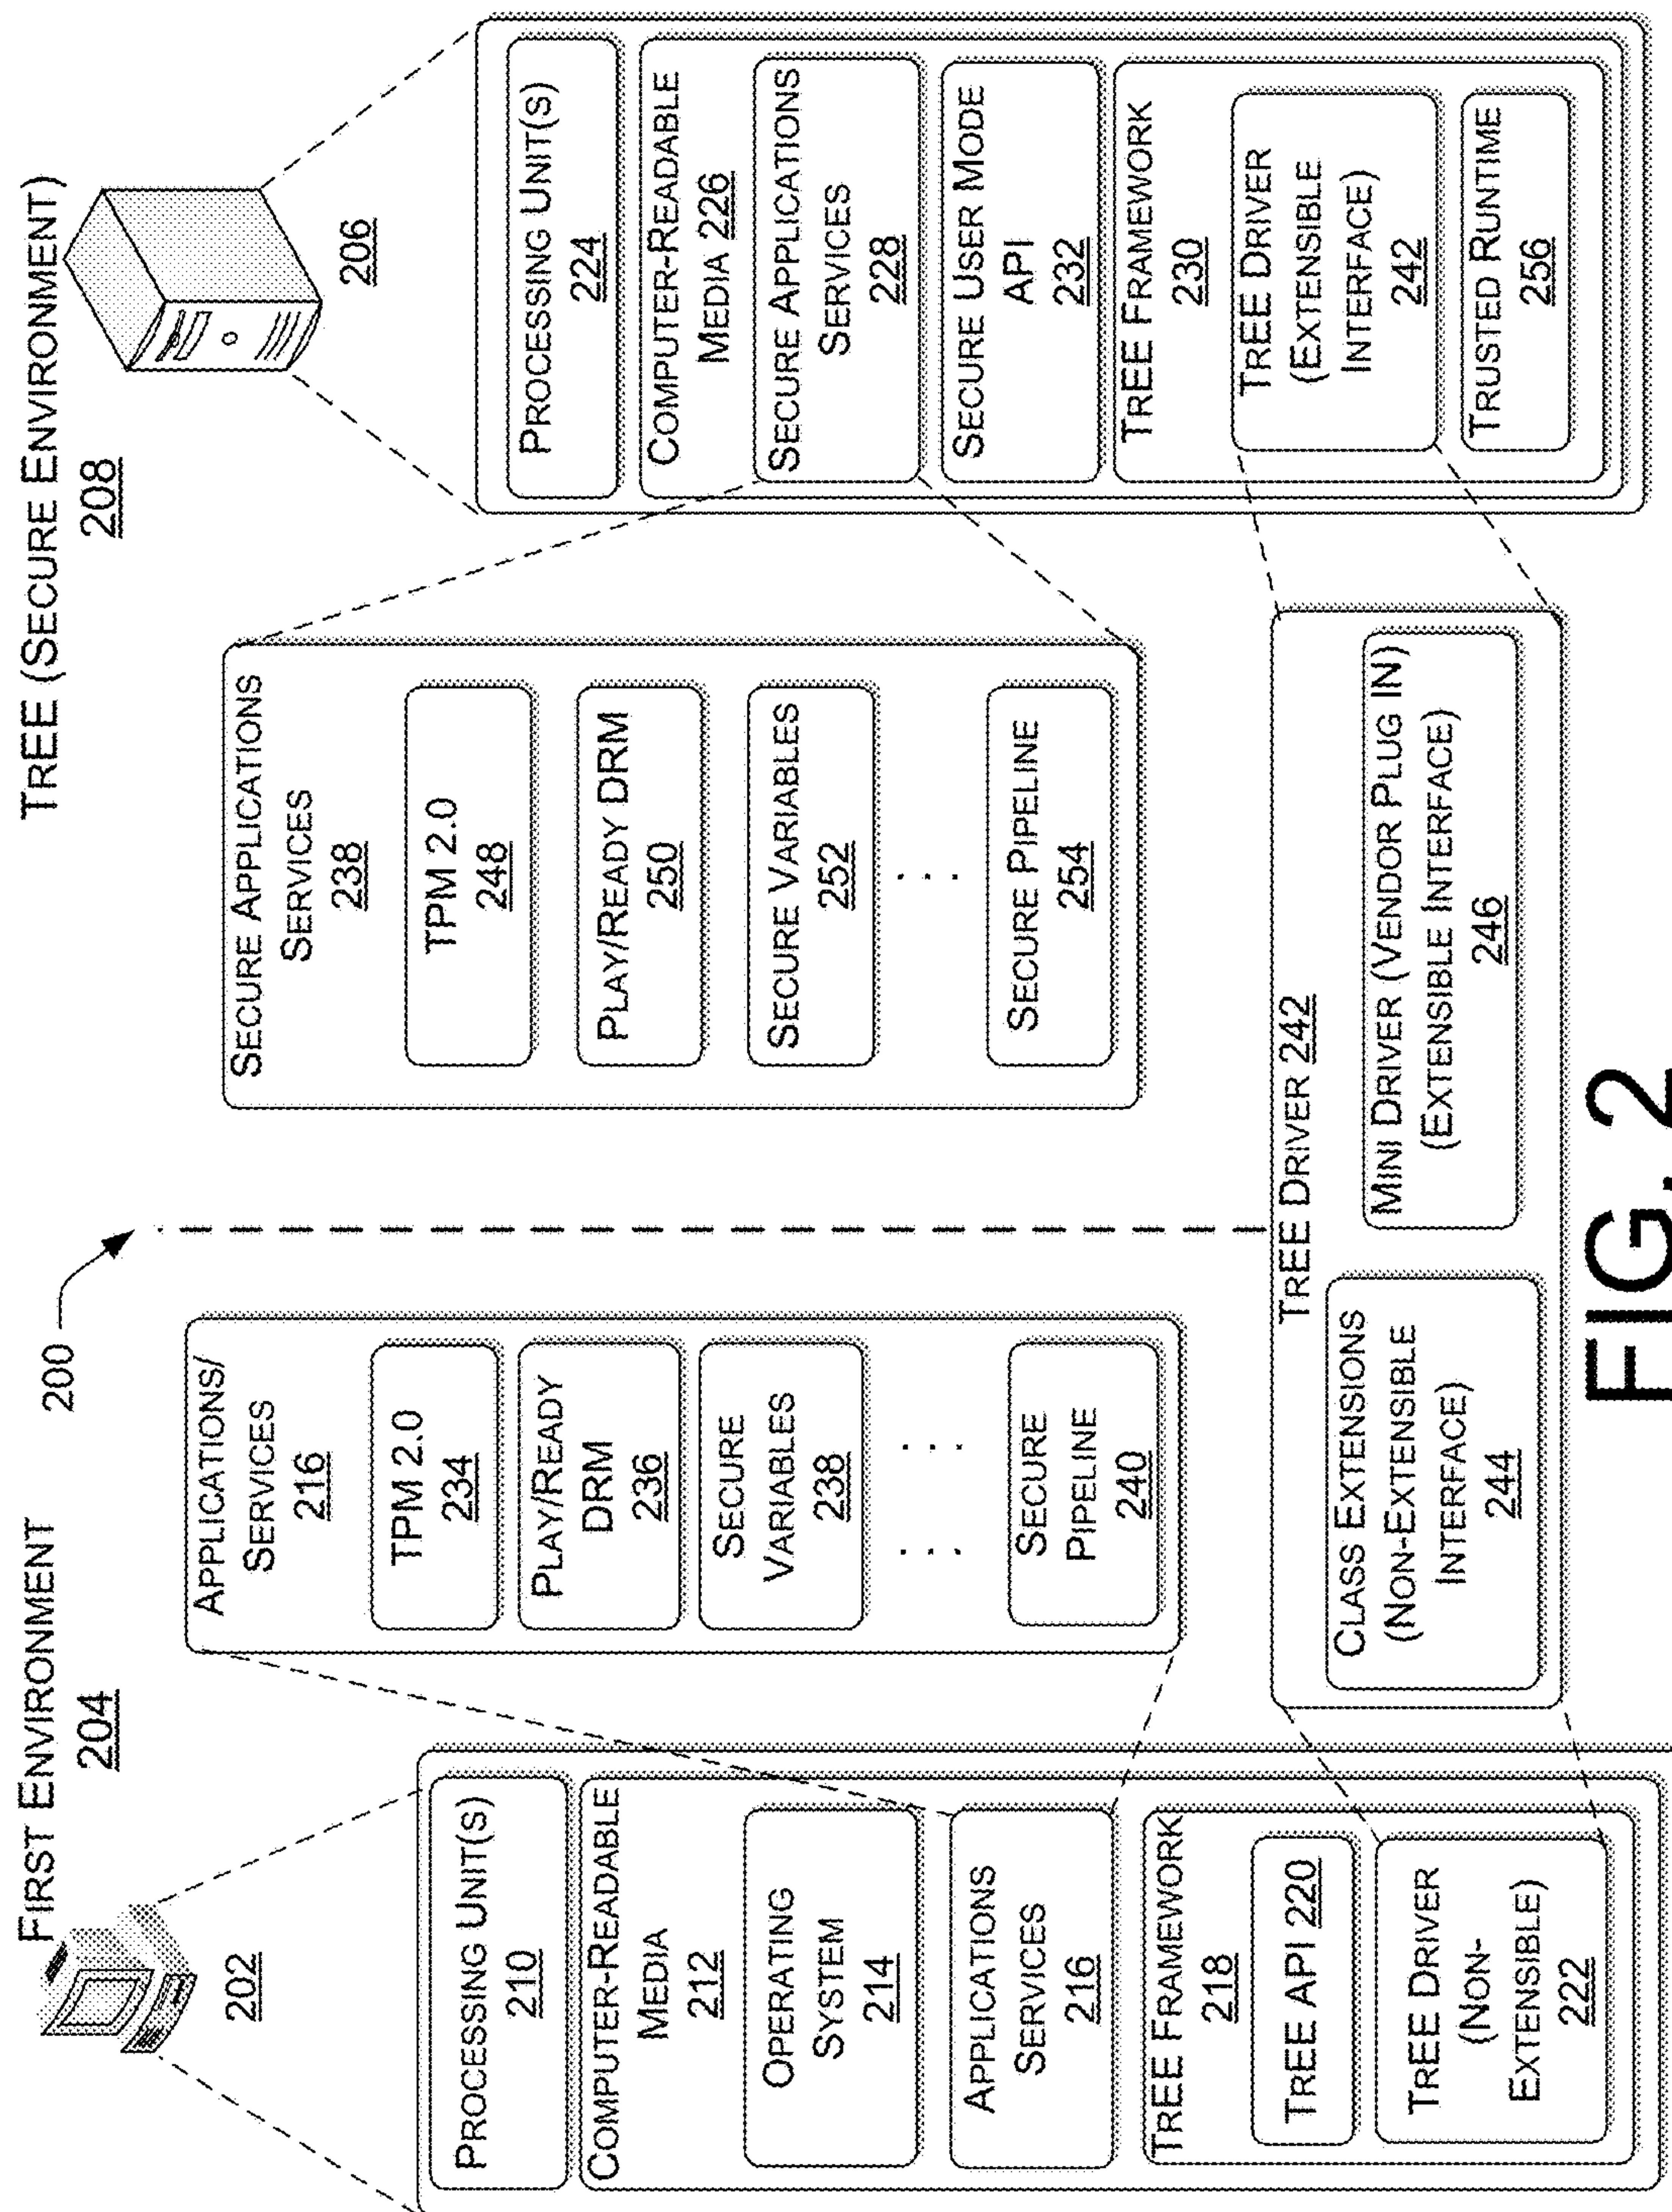 FIRST ENVIRONMENT
204
200
TREE (SECURE ENVIRONMENT)
208
202
206
PROCESSING UNIT(S)
210
COMPUTER-READABLE
MEDIA
212
OPERATING
SYSTEM
214
APPLICATIONS
SERVICES
216
TREE FRAMEWORK
218
TREE API 220
TREE DRIVER
(NON-
EXTENSIBLE)
222
APPLICATIONS/
SERVICES
216
TPM 2.0
234
PLAY/READY
DRM
236
SECURE
VARIABLES
238
... ...
SECURE
PIPELINE
240
SECURE APPLICATIONS
SERVICES
238
TPM 2.0
248
PLAY/READY DRM
250
SECURE VARIABLES
252
...
SECURE PIPELINE
254
TREE DRIVER 242
CLASS EXTENSIONS
(NON-EXTENSIBLE
INTERFACE)
244
MINI DRIVER (VENDOR PLUG IN)
(EXTENSIBLE INTERFACE)
246
PROCESSING UNIT(S)
224
COMPUTER-READABLE
MEDIA 226
SECURE APPLICATIONS
SERVICES
228
SECURE USER MODE
API
232
TREE FRAMEWORK
230
TREE DRIVER
(EXTENSIBLE
INTERFACE)
242
TRUSTED RUNTIME
256
FIG. 2